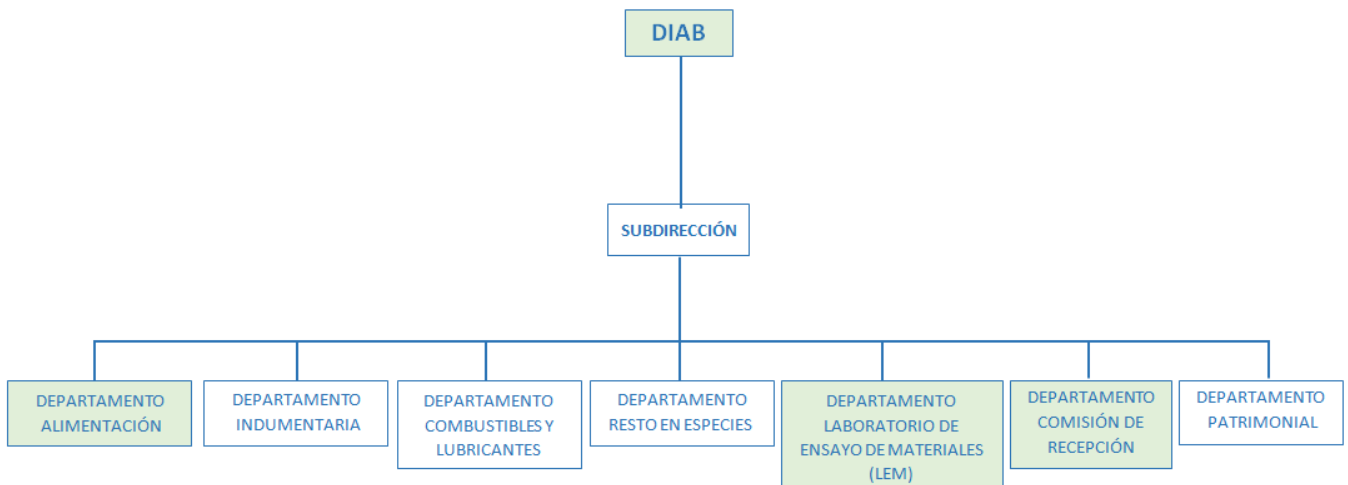 DIAB
SUBDIRECCIÓN
DEPARTAMENTO
ALIMENTACIÓN
DEPARTAMENTO
INDUMENTARIA
DEPARTAMENTO
COMBUSTIBLES Y
LUBRICANTES
DEPARTAMENTO
RESTO EN ESPECIES
DEPARTAMENTO
LABORATORIO DE
ENSAYO DE MATERIALES
(LEM)
DEPARTAMENTO
COMISIÓN DE
RECEPCIÓN
DEPARTAMENTO
PATRIMONIAL